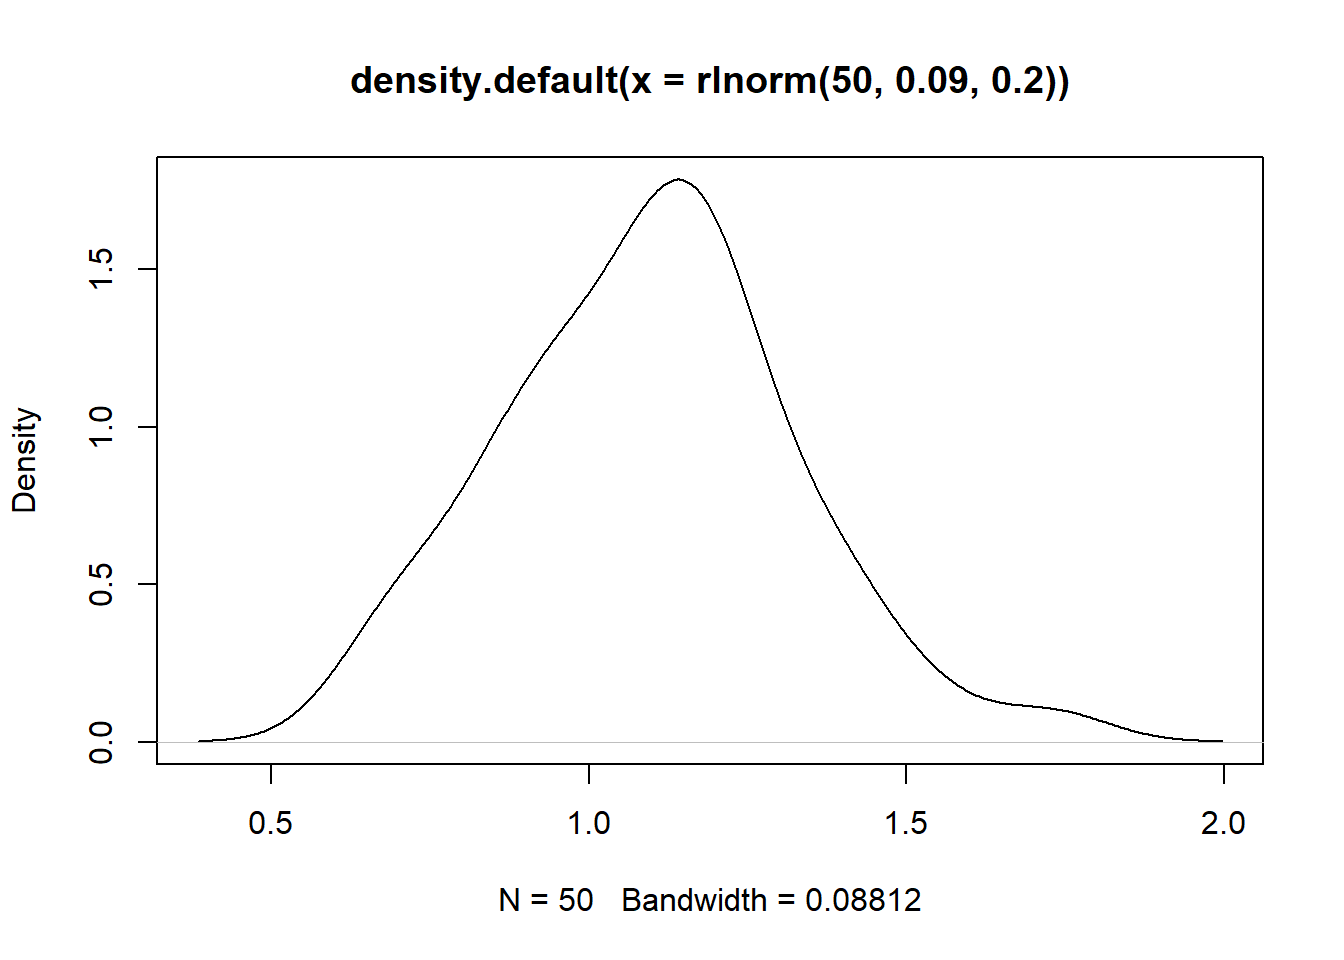 density.default(x = rlnorm(50, 0.09, 0.2))
Density
1.5
1.0
0.5
0.0
0.5
1.0
1.5
2.0
N = 50   Bandwidth = 0.08812